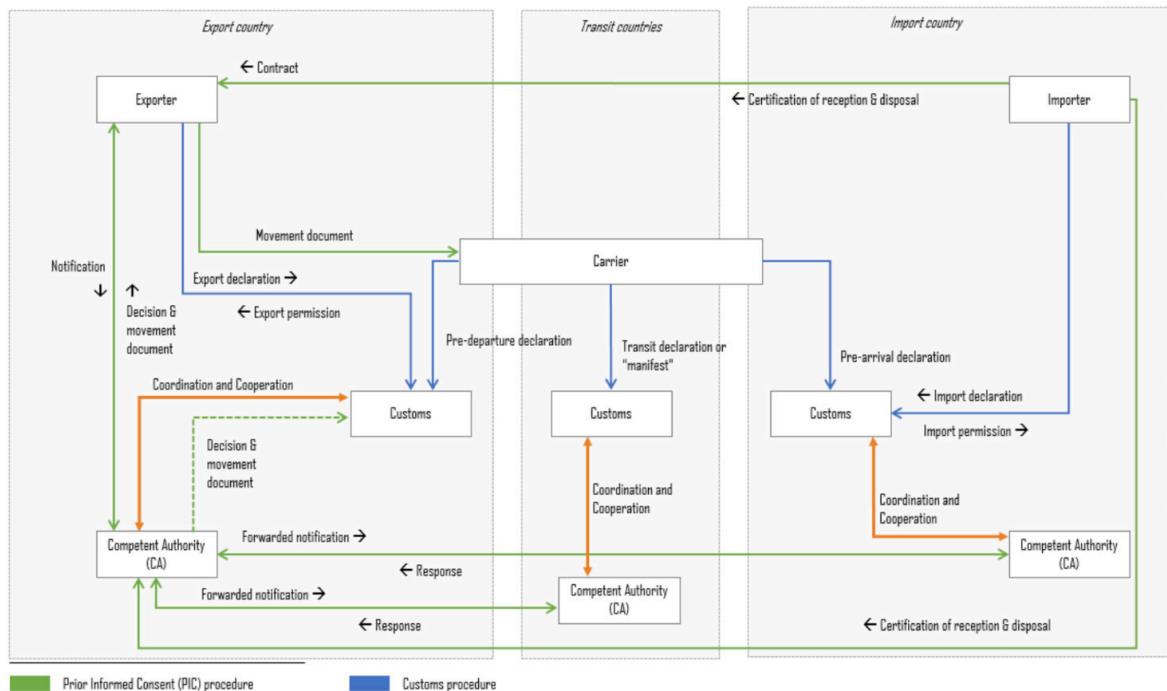 Export country
Transit countries
Import country
← Contract
Exporter
← Certification of reception & disposal
Importer
Movement document
Carrier
Notification
↓
↑
Decision &
movement
document
Export declaration →
← Export permission
Pre-departure declaration
Transit declaration or
"manifest"
Pre-arrival declaration
Coordination and Cooperation
Customs
Customs
Customs
← Import declaration
Import permission →
Decision &
movement
document
Coordination and
Cooperation
Coordination and
Cooperation
Competent Authority
(CA)
Forwarded notification →
← Response
Competent Authority
(CA)
Forwarded notification →
← Response
Competent Authority
(CA)
← Certification of reception & disposal
Prior Informed Consent (PIC) procedure
Customs procedure